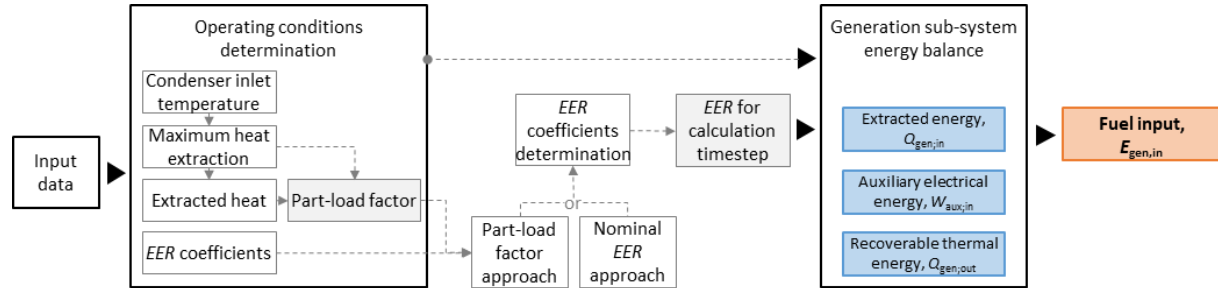 Input
data
Operating conditions
determination
Condenser inlet
temperature
Maximum heat
extraction
Extracted heat
Part-load factor
EER coefficients
EER
coefficients
determination
or
Part-load
factor
approach
Nominal
EER
approach
EER for
calculation
timestep
Generation sub-system
energy balance
Extracted energy,
Qgen;in
Auxiliary electrical
energy, Waux;in
Recoverable thermal
energy, Qgen;out
Fuel input,
Egen,in